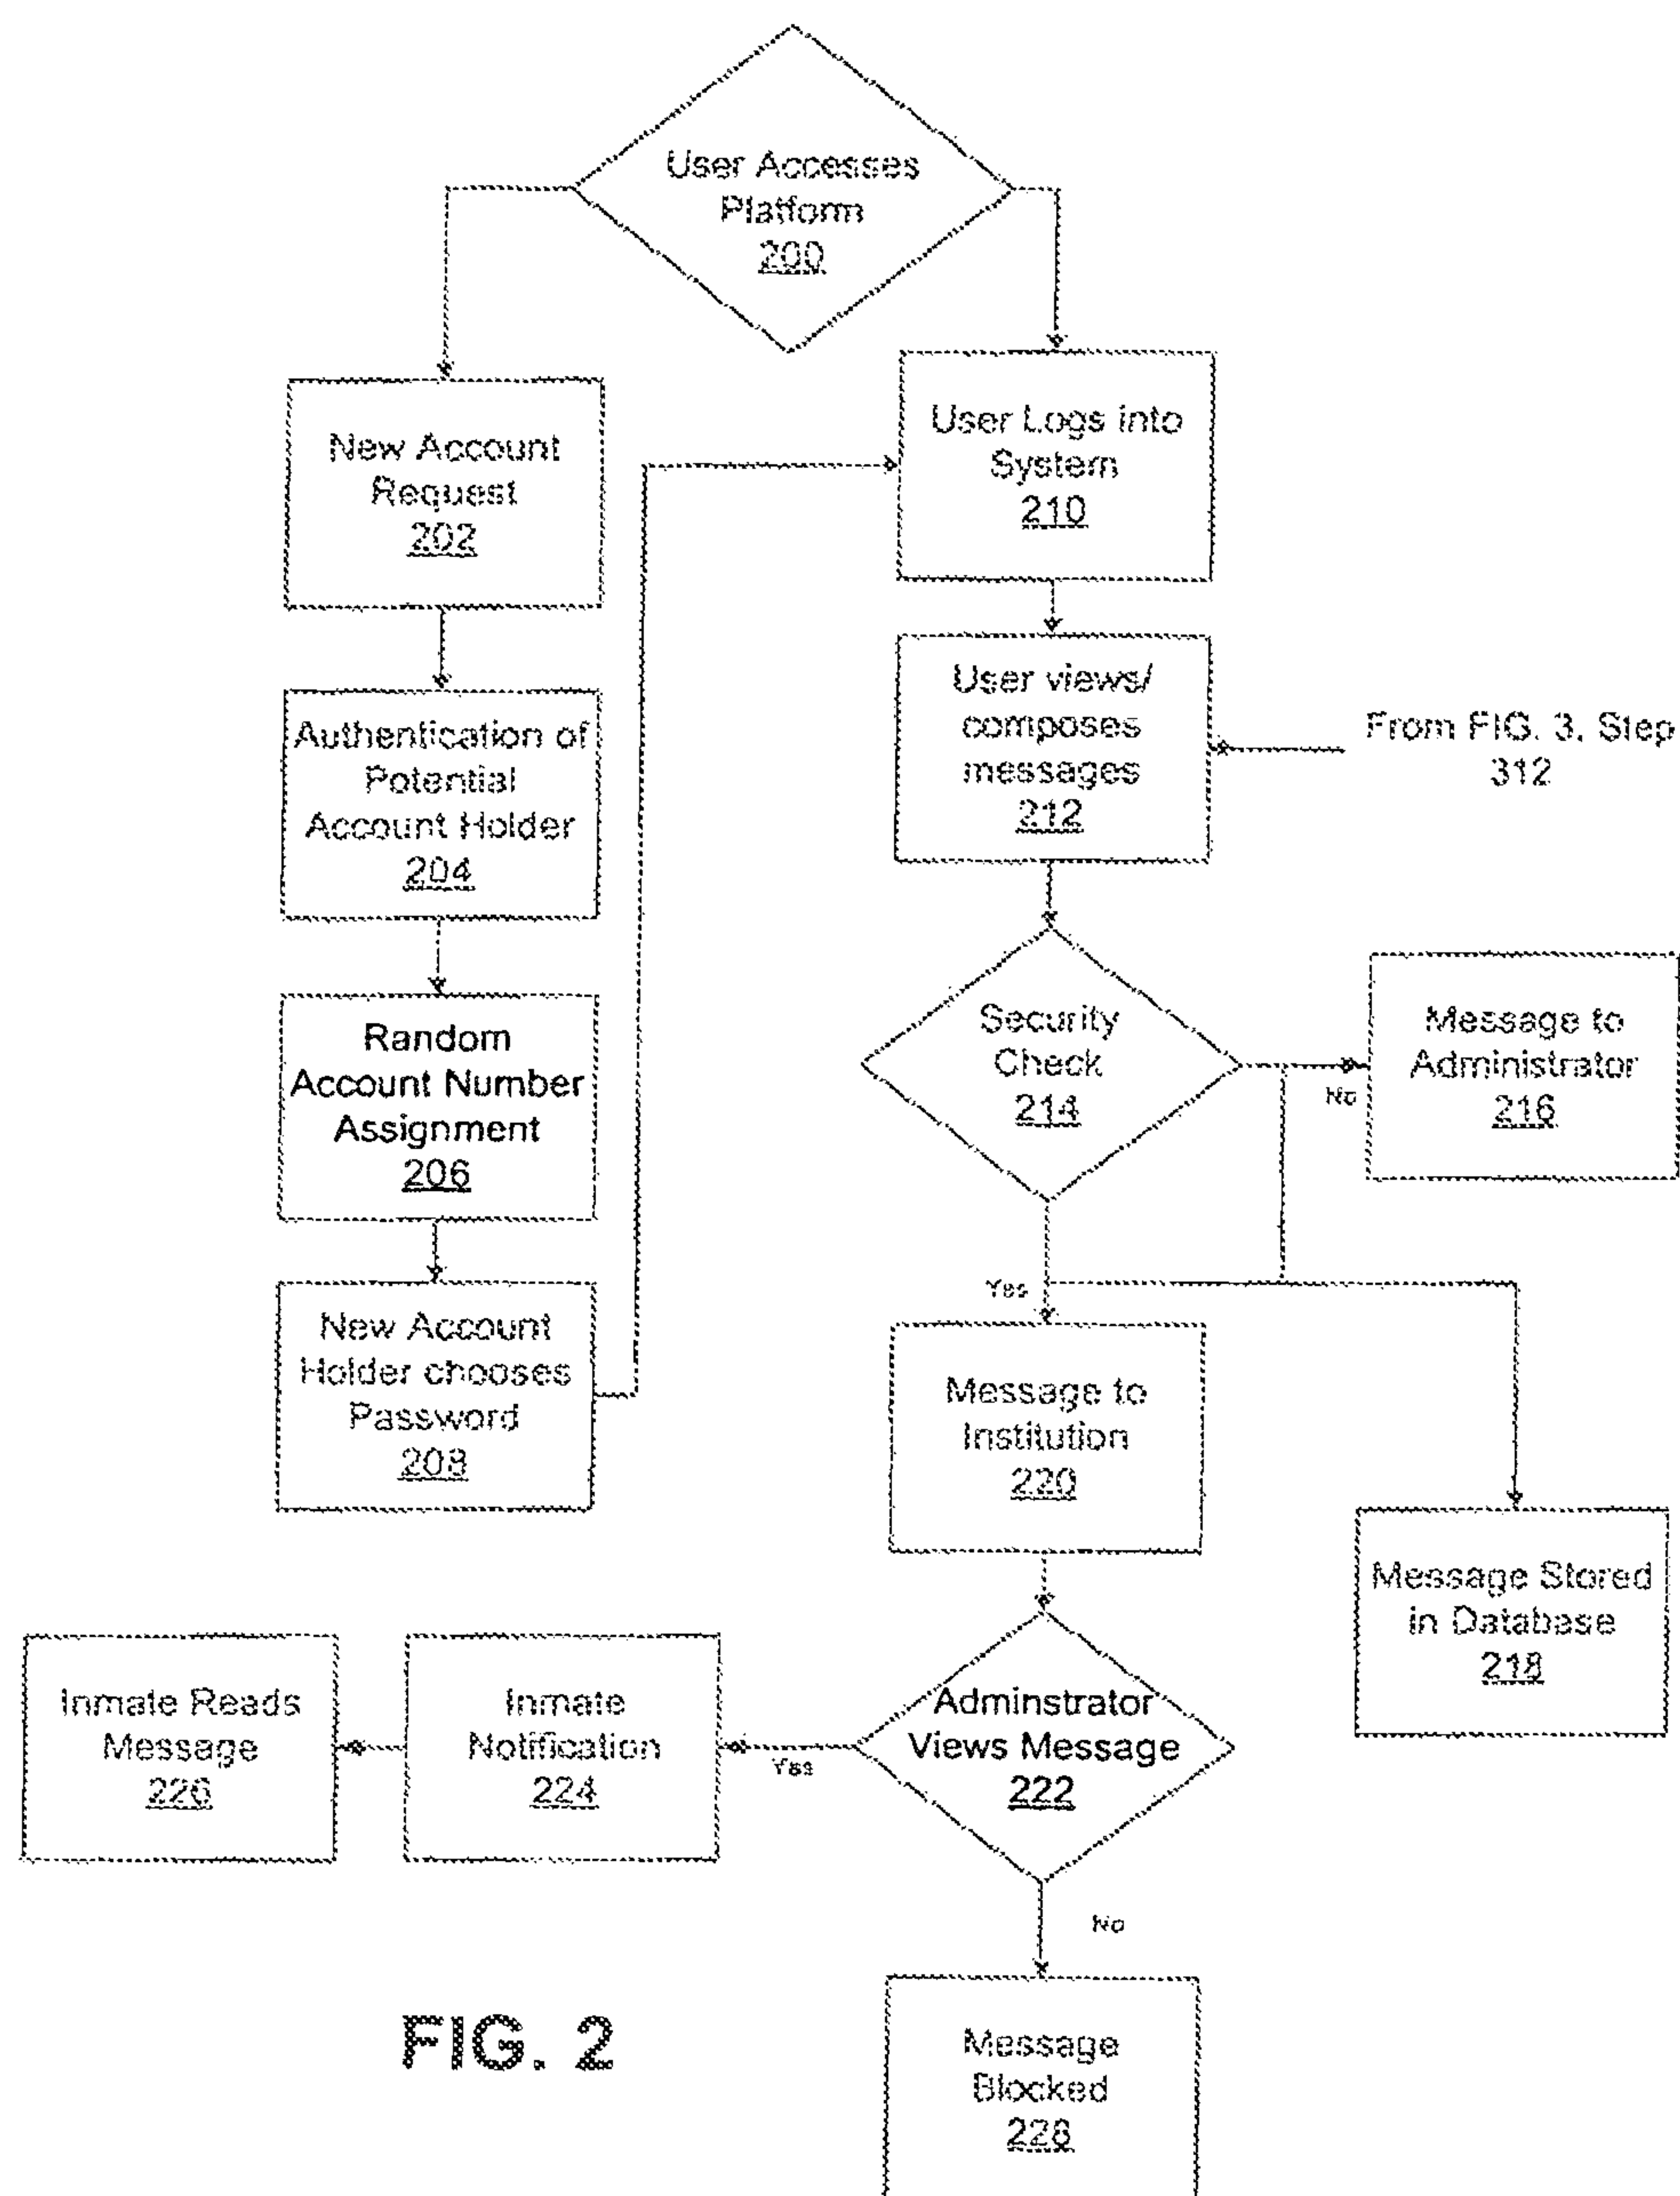 User Accesses
Platform
200
New Account
Request
202
User Logs into
System
210
Authentication of
Potential
Account Holder
204
User views/
composes
messages
212
From FIG. 3, Step
312
Random
Account Number
Assignment
206
Security
Check
214
No
Message to
Administrator
216
New Account
Holder chooses
Password
208
Yes
Message to
Institution
220
Message Stored
in Database
218
Inmate Reads
Message
226
Inmate
Notification
224
Yes
Adminstrator
Views Message
222
No
Message
Blocked
228
FIG. 2